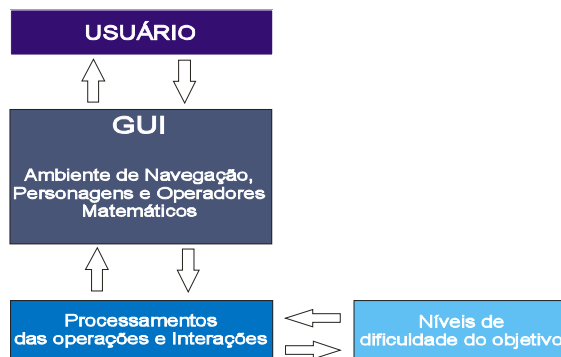 USUÁRIO
GUI
Ambiente de Navegação,
Personagens e Operadores
Matemáticos
Processamentos
das operações e Interações
Níveis de
dificuldade do objetivo